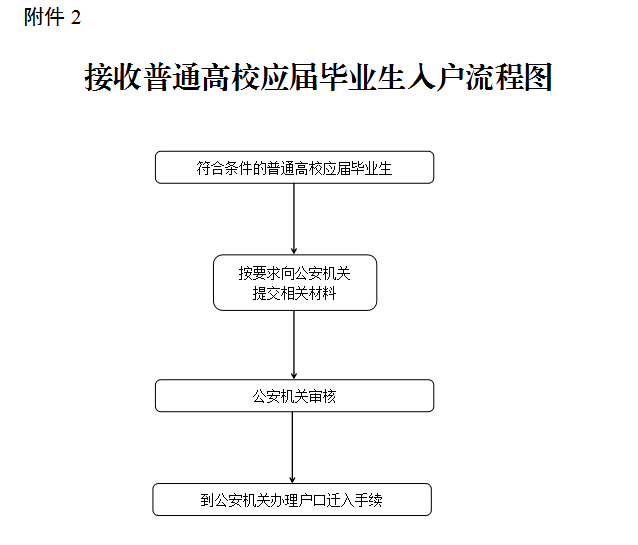 附件 2
接收普通高校应届毕业生入户流程图
符合条件的普通高校应届毕业生
按要求向公安机关
提交相关材料
公安机关审核
到公安机关办理户口迁入手续